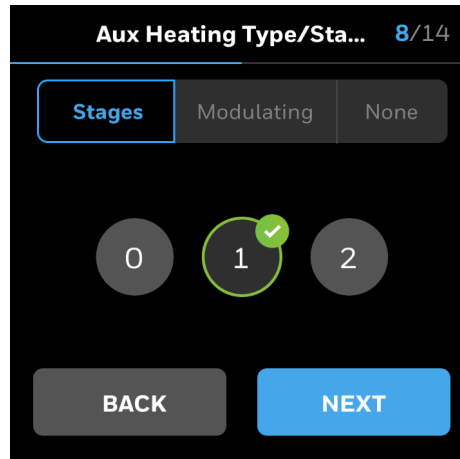 Aux Heating Type/Sta... 8/14
Stages Modulating None
0 1 2
BACK NEXT